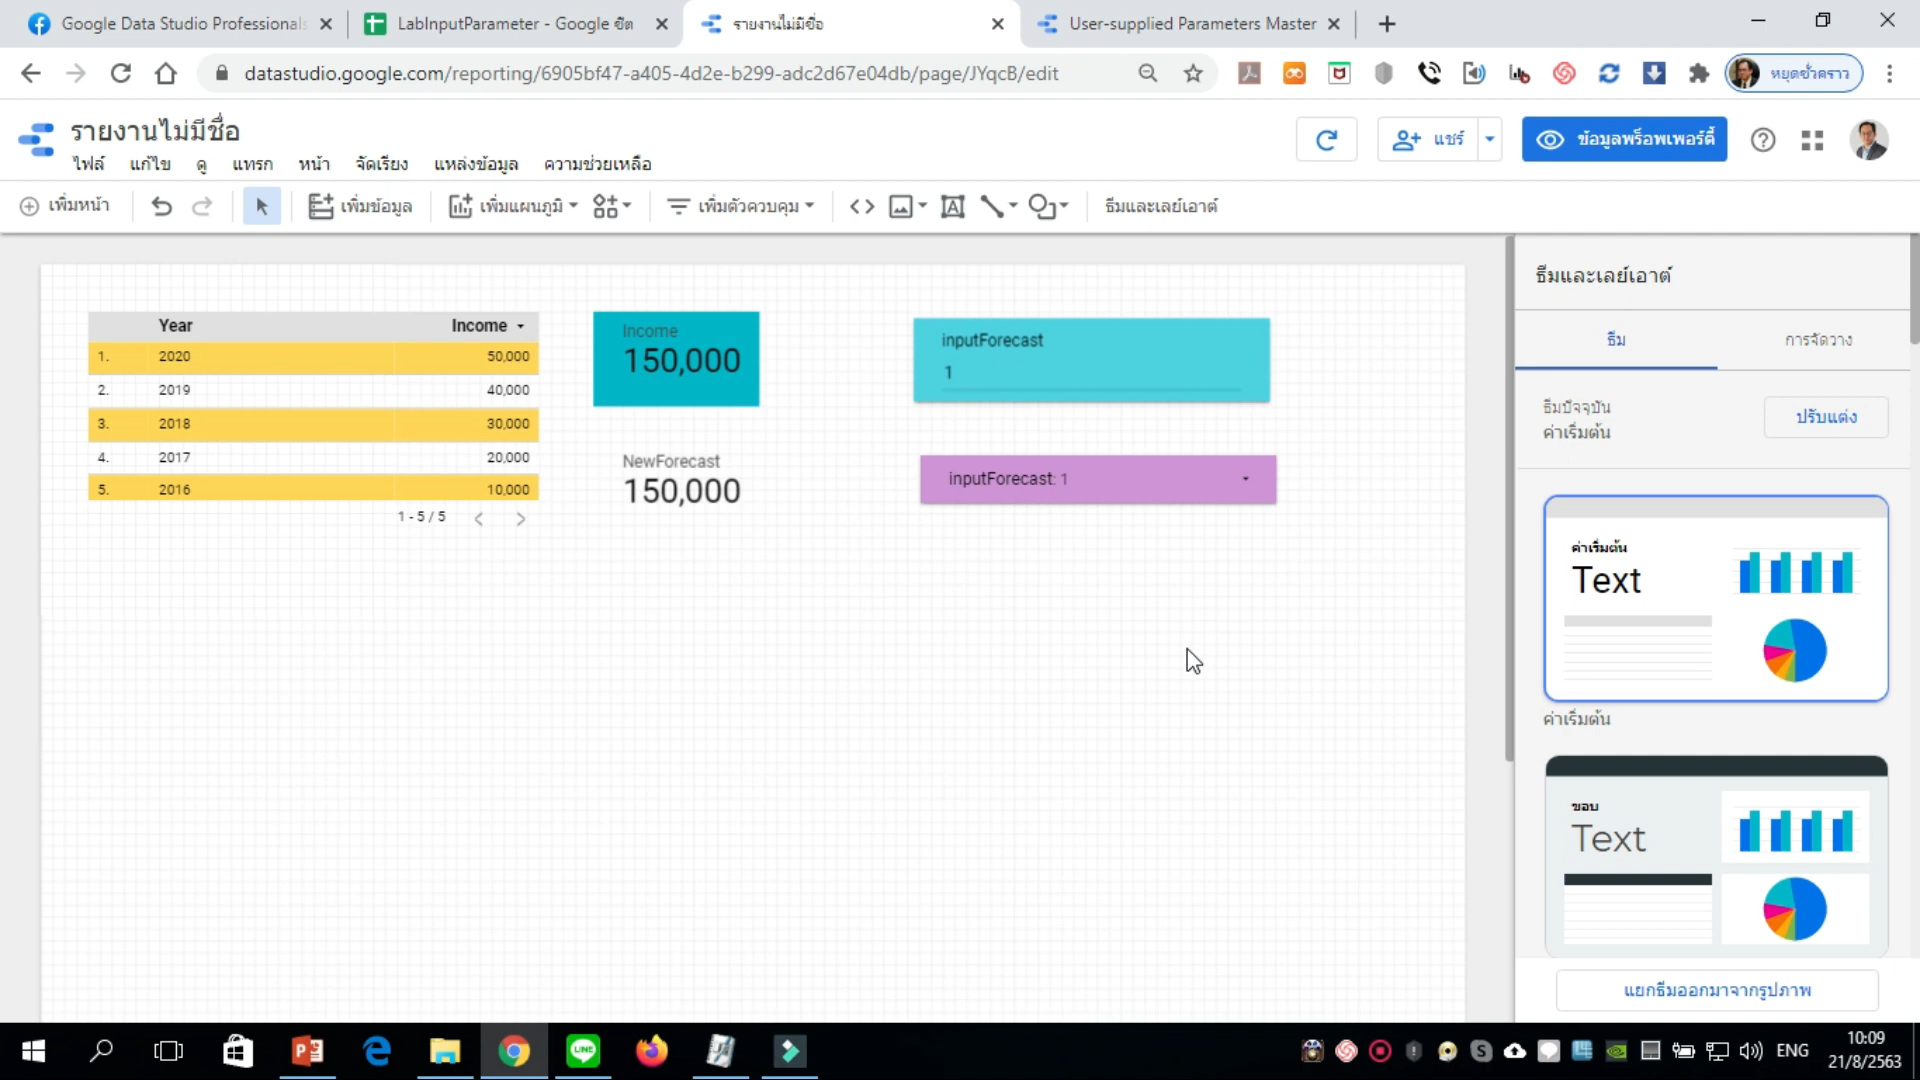 Google Data Studio Professionals
LabInputParameter - Google ชีต
รายงานไม่มีชื่อ
User-supplied Parameters Master
datastudio.google.com/reporting/6905bf47-a405-4d2e-b299-adc2d67e04db/page/JYqcB/edit
หยุดชั่วคราว
รายงานไม่มีชื่อ
ไฟล์ แก้ไข ดู แทรก หน้า จัดเรียง แหล่งข้อมูล ความช่วยเหลือ
แชร์
ข้อมูลพร็อพเพอร์ตี้
เพิ่มหน้า
เพิ่มข้อมูล
เพิ่มแผนภูมิ
เพิ่มตัวควบคุม
ธีมและเลย์เอาต์
Year Income
1. 2020 50,000
2. 2019 40,000
3. 2018 30,000
4. 2017 20,000
5. 2016 10,000
1 - 5 / 5
Income
150,000
NewForecast
150,000
inputForecast
1
inputForecast: 1
ธีมและเลย์เอาต์
ธีม
การจัดวาง
ธีมปัจจุบัน
ค่าเริ่มต้น
ปรับแต่ง
ค่าเริ่มต้น
Text
ค่าเริ่มต้น
ขอบ
Text
แยกธีมออกมาจากรูปภาพ
LINE
ENG
10:09
21/8/2563